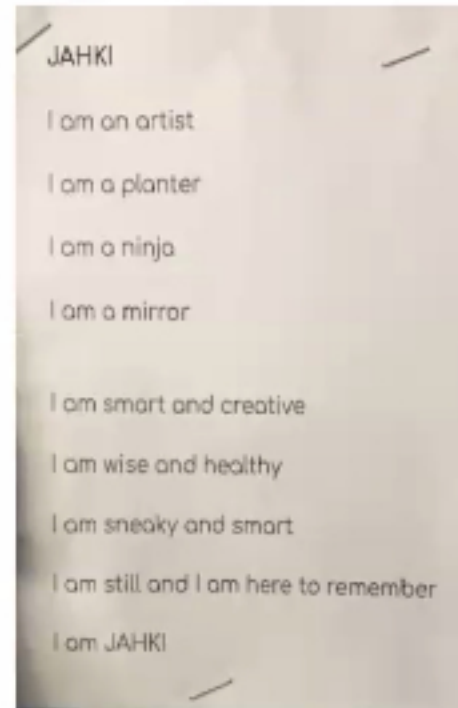 JAHKI
I am an artist
I am a planter
I am a ninja
I am a mirror
I am smart and creative
I am wise and healthy
I am sneaky and smart
I am still and I am here to remember
I am JAHKI